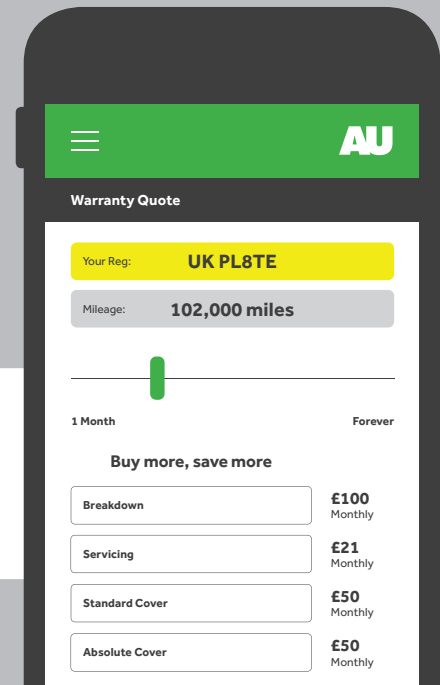 AU
Warranty Quote
Your Reg: UK PL8TE
Mileage: 102,000 miles
1 Month Forever
Buy more, save more
Breakdown £100
Monthly
Servicing £21
Monthly
Standard Cover £50
Monthly
Absolute Cover £50
Monthly